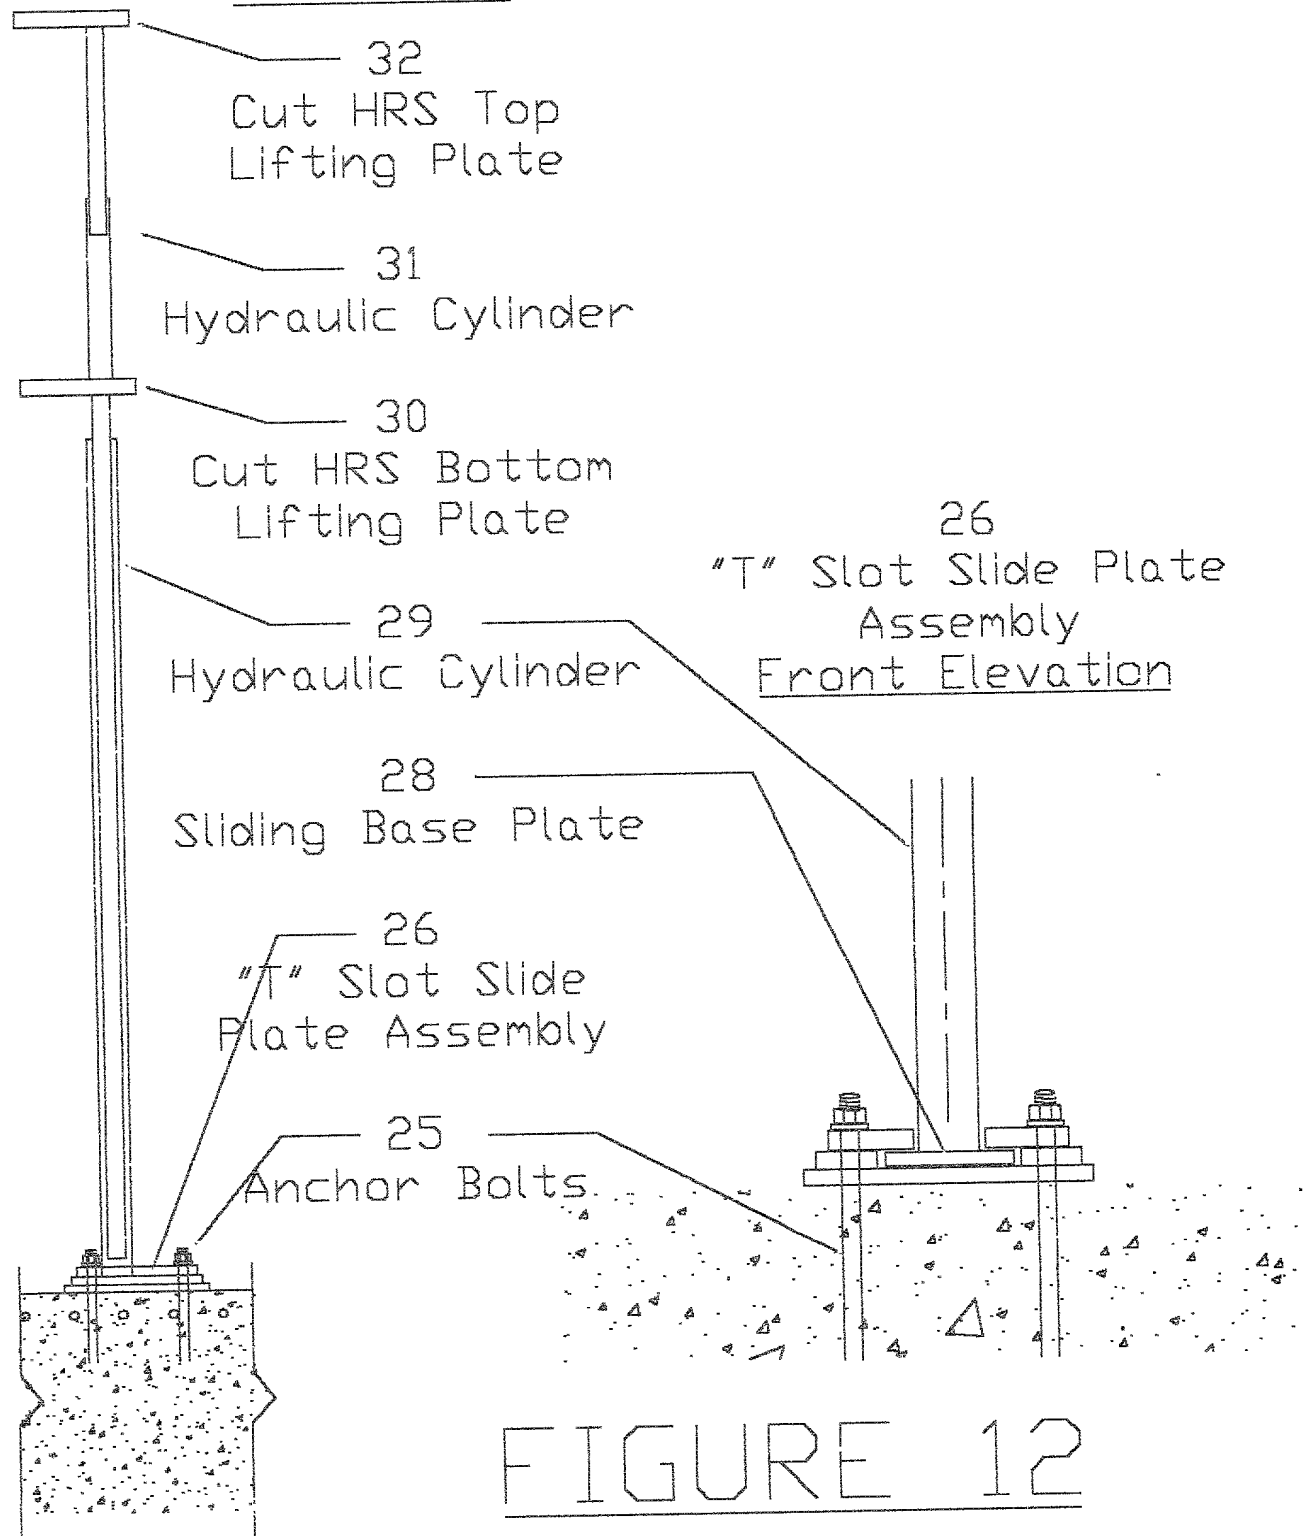 32
Cut HRS Top
Lifting Plate
31
Hydraulic Cylinder
30
Cut HRS Bottom
Lifting Plate
29
Hydraulic Cylinder
28
Sliding Base Plate
26
"T" Slot Slide
Plate Assembly
25
Anchor Bolts
26
"T" Slot Slide Plate
Assembly
Front Elevation
FIGURE 12